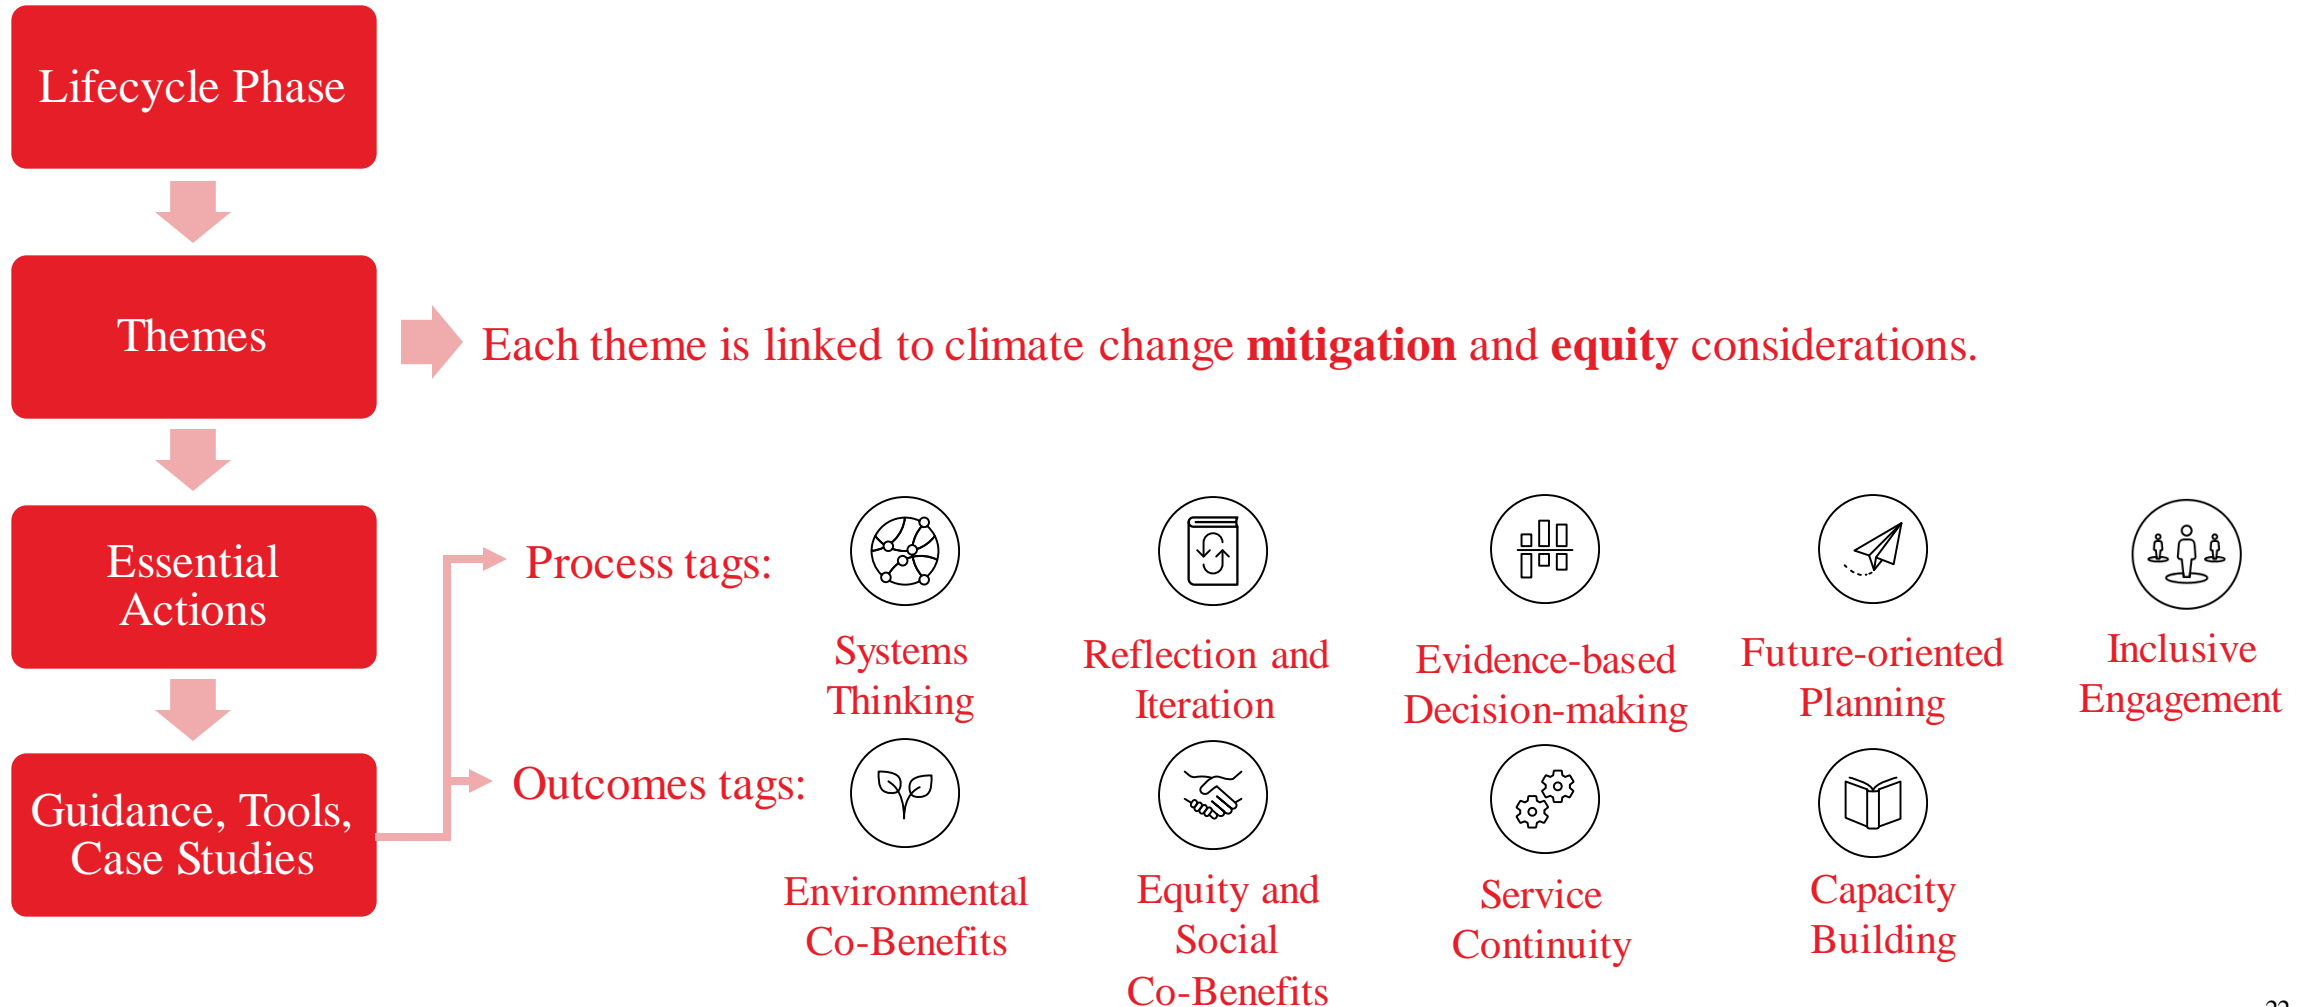 Lifecycle Phase
Themes
Each theme is linked to climate change mitigation and equity considerations.
Essential
Actions
Guidance, Tools,
Case Studies
Process tags:
Systems
Thinking
Reflection and
Iteration
Evidence-based
Decision-making
Future-oriented
Planning
Inclusive
Engagement
Outcomes tags:
Environmental
Co-Benefits
Equity and
Social
Co-Benefits
Service
Continuity
Capacity
Building